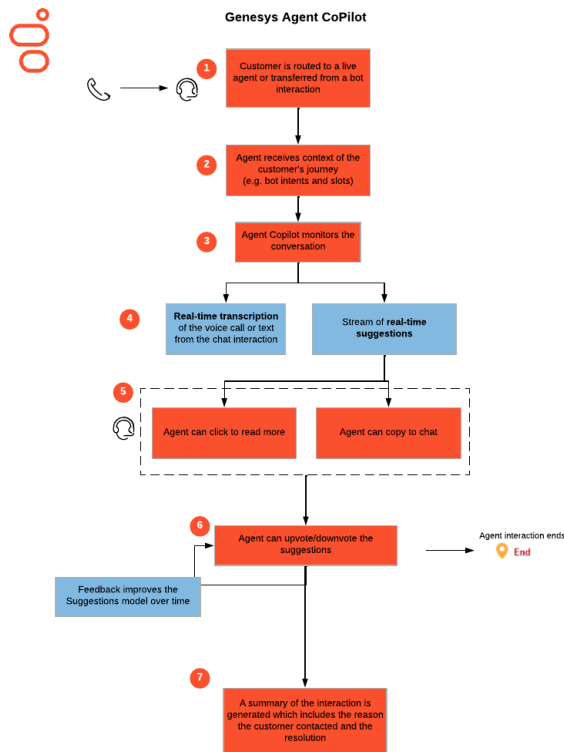 Genesys Agent CoPilot
1
Customer is routed to a live
agent or transferred from a bot
interaction
2
Agent receives context of the
customer's journey
(e.g. bot intents and slots)
3
Agent Copilot monitors the
conversation
4
Real-time transcription
of the voice call or text
from the chat interaction
Stream of real-time
suggestions
5
Agent can click to read more
Agent can copy to chat
6
Agent can upvote/downvote the
suggestions
Agent interaction ends
End
Feedback improves the
Suggestions model over time
7
A summary of the interaction is
generated which includes the reason
the customer contacted and the
resolution